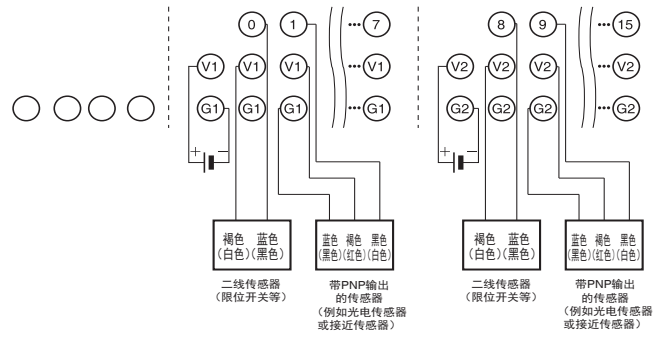 0 1 ••• 7 8 9 ••• 15
V1 V1 V1 ••• V1 V2 V2 V2 ••• V2
G1 G1 G1 ••• G1 G2 G2 G2 ••• G2
+ − + −
褐色 蓝色 蓝色 褐色 黑色 褐色 蓝色 蓝色 褐色 黑色
(白色)(黑色) (黑色)(红色)(白色) (白色)(黑色) (黑色)(红色)(白色)
二线传感器
(限位开关等)
带PNP输出
的传感器
(例如光电传感器
或接近传感器)
二线传感器
(限位开关等)
带PNP输出
的传感器
(例如光电传感器
或接近传感器)